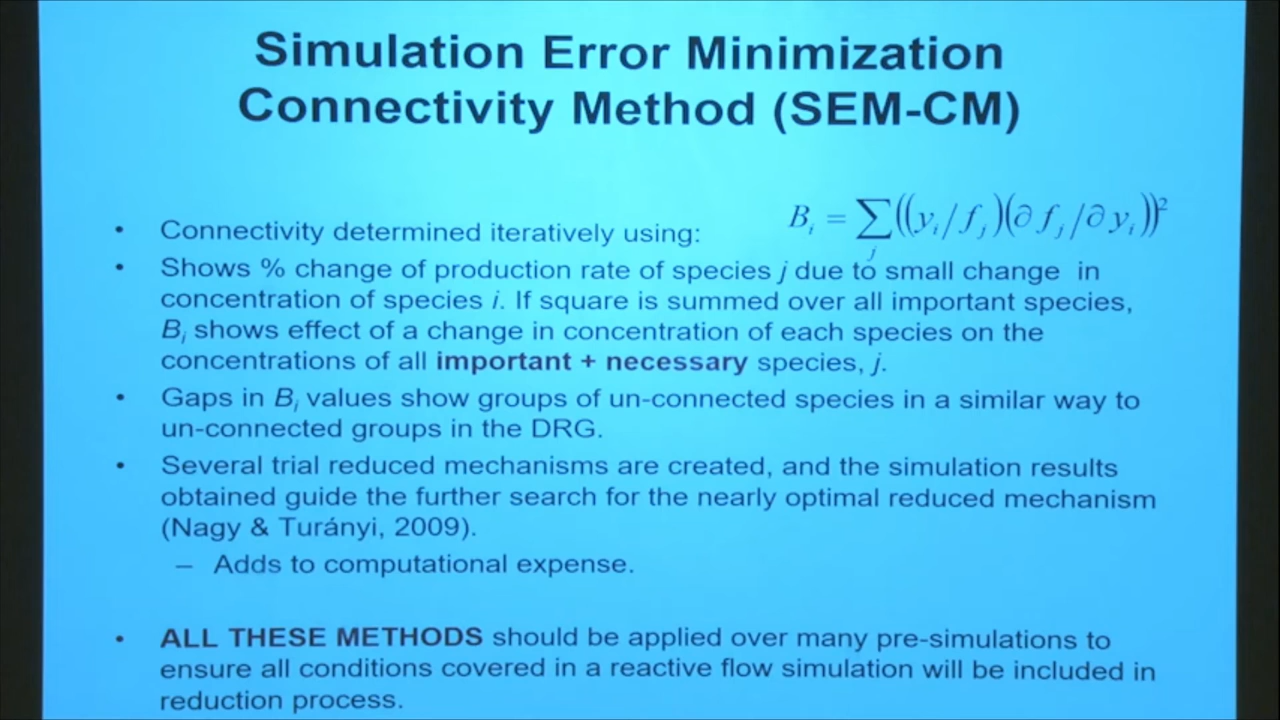 Simulation Error Minimization
Connectivity Method (SEM-CM)
• Connectivity determined iteratively using: B_i = ∑_j((y_i/f_j)(∂f_j/∂y_i))²
• Shows % change of production rate of species j due to small change in
concentration of species i. If square is summed over all important species,
B_i shows effect of a change in concentration of each species on the
concentrations of all important + necessary species, j.
• Gaps in B_i values show groups of un-connected species in a similar way to
un-connected groups in the DRG.
• Several trial reduced mechanisms are created, and the simulation results
obtained guide the further search for the nearly optimal reduced mechanism
(Nagy & Turányi, 2009).
– Adds to computational expense.
• ALL THESE METHODS should be applied over many pre-simulations to
ensure all conditions covered in a reactive flow simulation will be included in
reduction process.